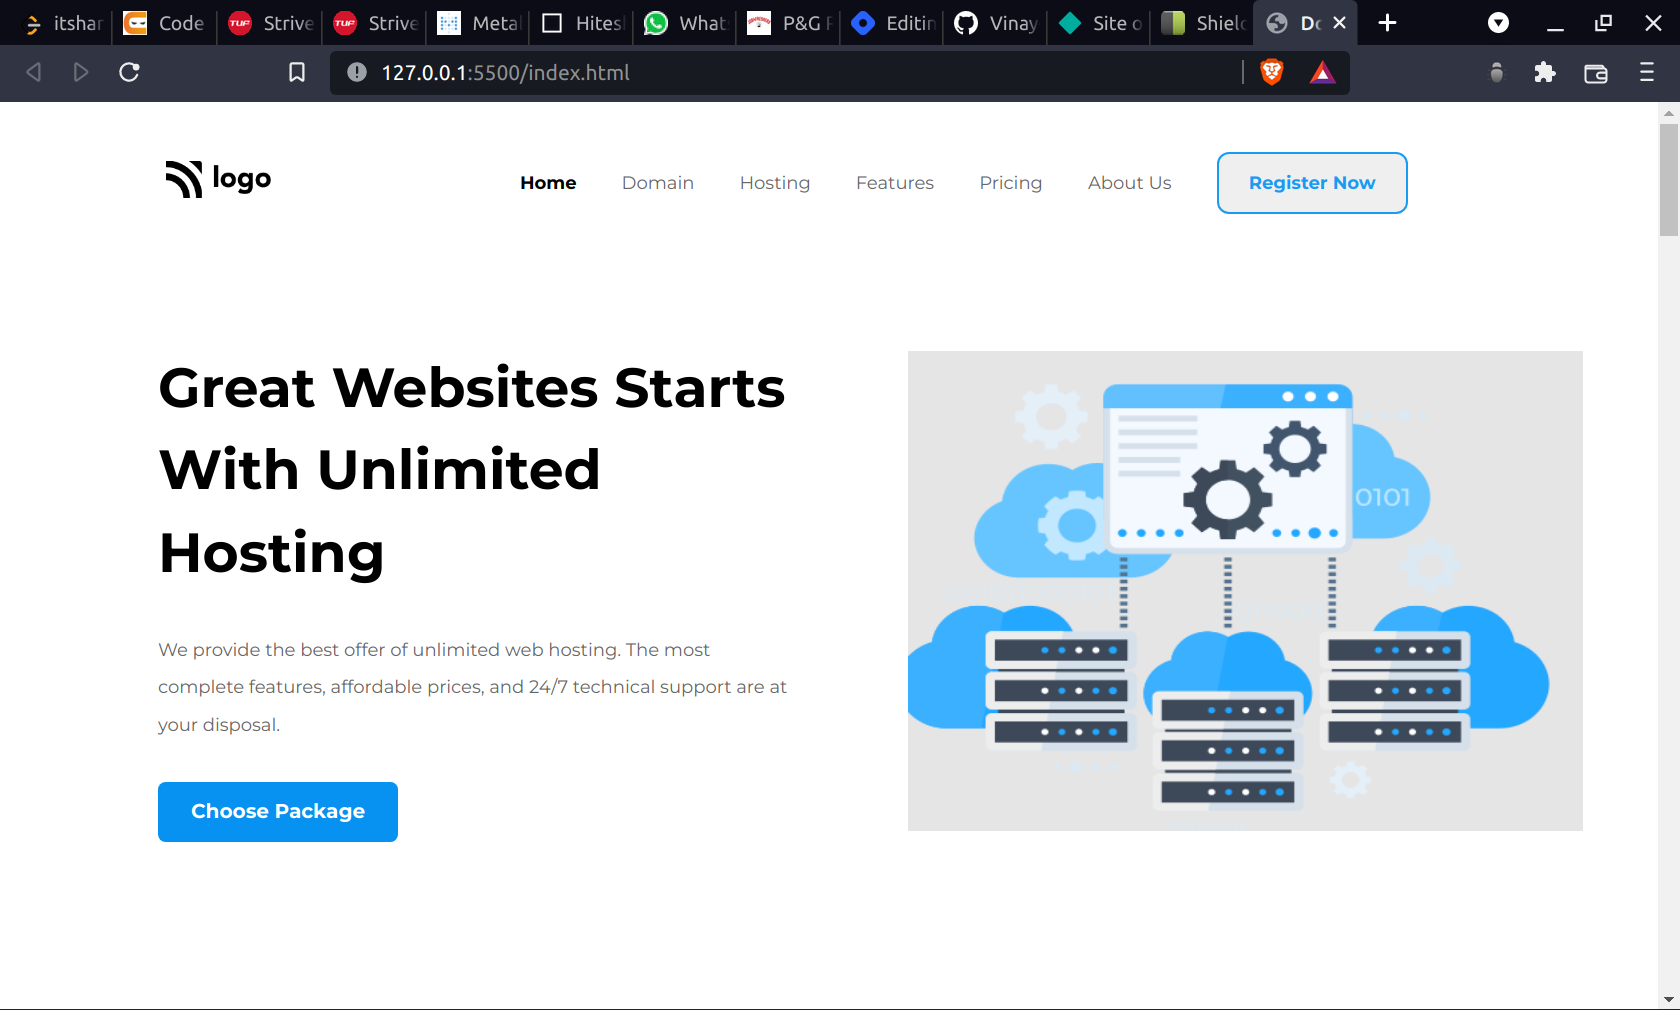 itshar Code Strive Strive Metal Hitesh What P&G F Editin Vinay Site o Shield Do
127.0.0.1:5500/index.html
logo Home Domain Hosting Features Pricing About Us Register Now
Great Websites Starts
With Unlimited
Hosting
0101
We provide the best offer of unlimited web hosting. The most
complete features, affordable prices, and 24/7 technical support are at
your disposal.
Choose Package